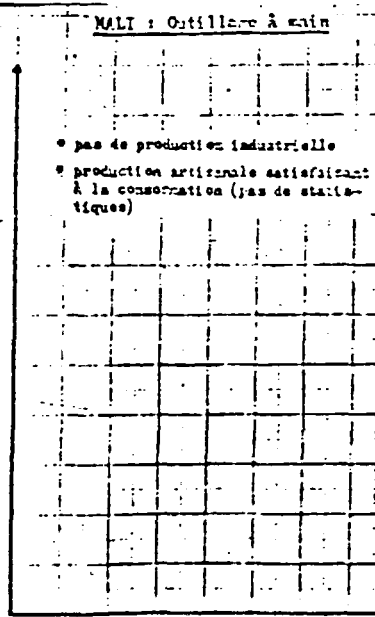 MALI : Outillage à main
• pas de production industrielle
• production artisanale satisfaisant
à la consommation (pas de statis-
tiques)